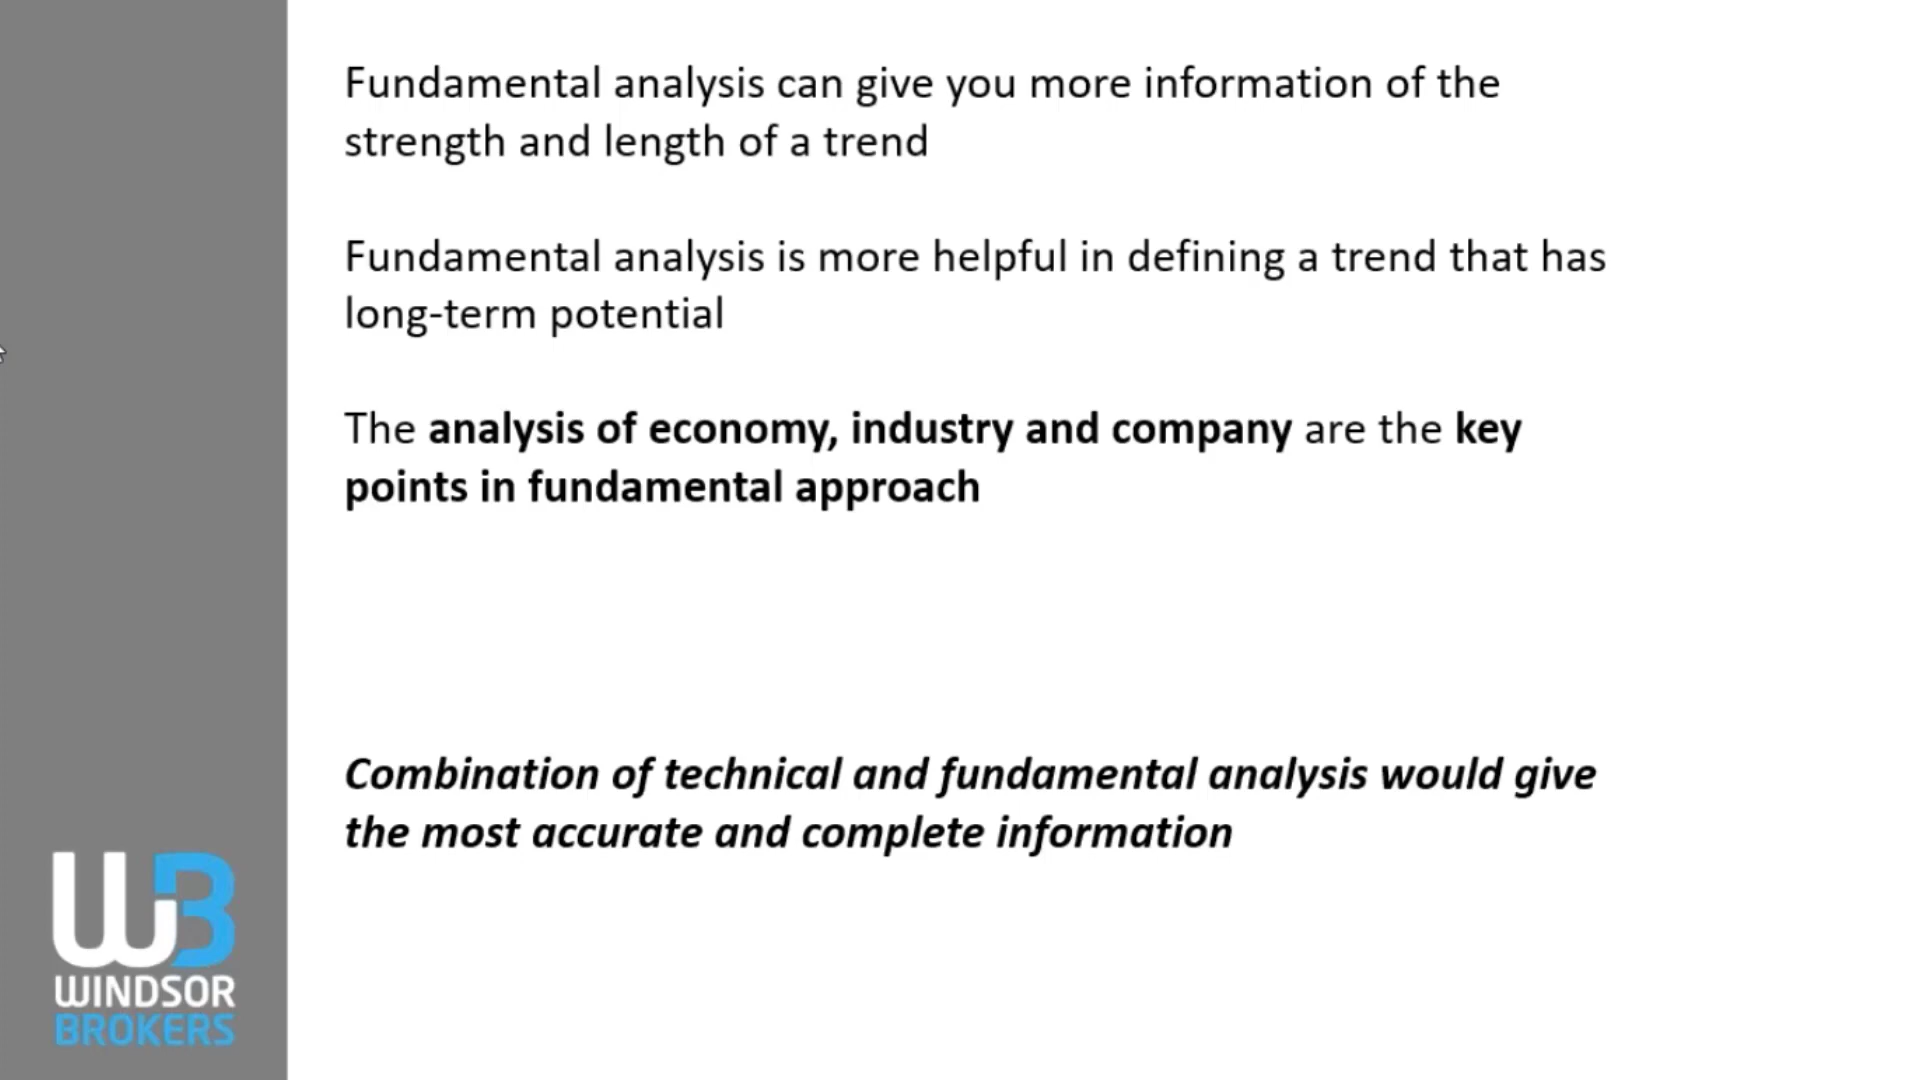 Fundamental analysis can give you more information of the
strength and length of a trend
Fundamental analysis is more helpful in defining a trend that has
long-term potential
The analysis of economy, industry and company are the key
points in fundamental approach
Combination of technical and fundamental analysis would give
the most accurate and complete information
WB
WINDSOR
BROKERS